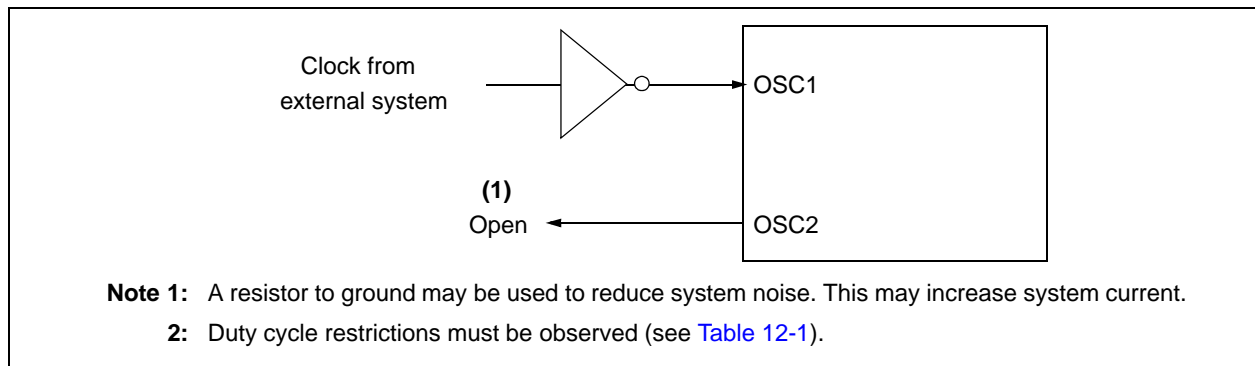 Clock from
external system
OSC1
(1)
Open
OSC2
Note 1: A resistor to ground may be used to reduce system noise. This may increase system current.
2: Duty cycle restrictions must be observed (see Table 12-1).